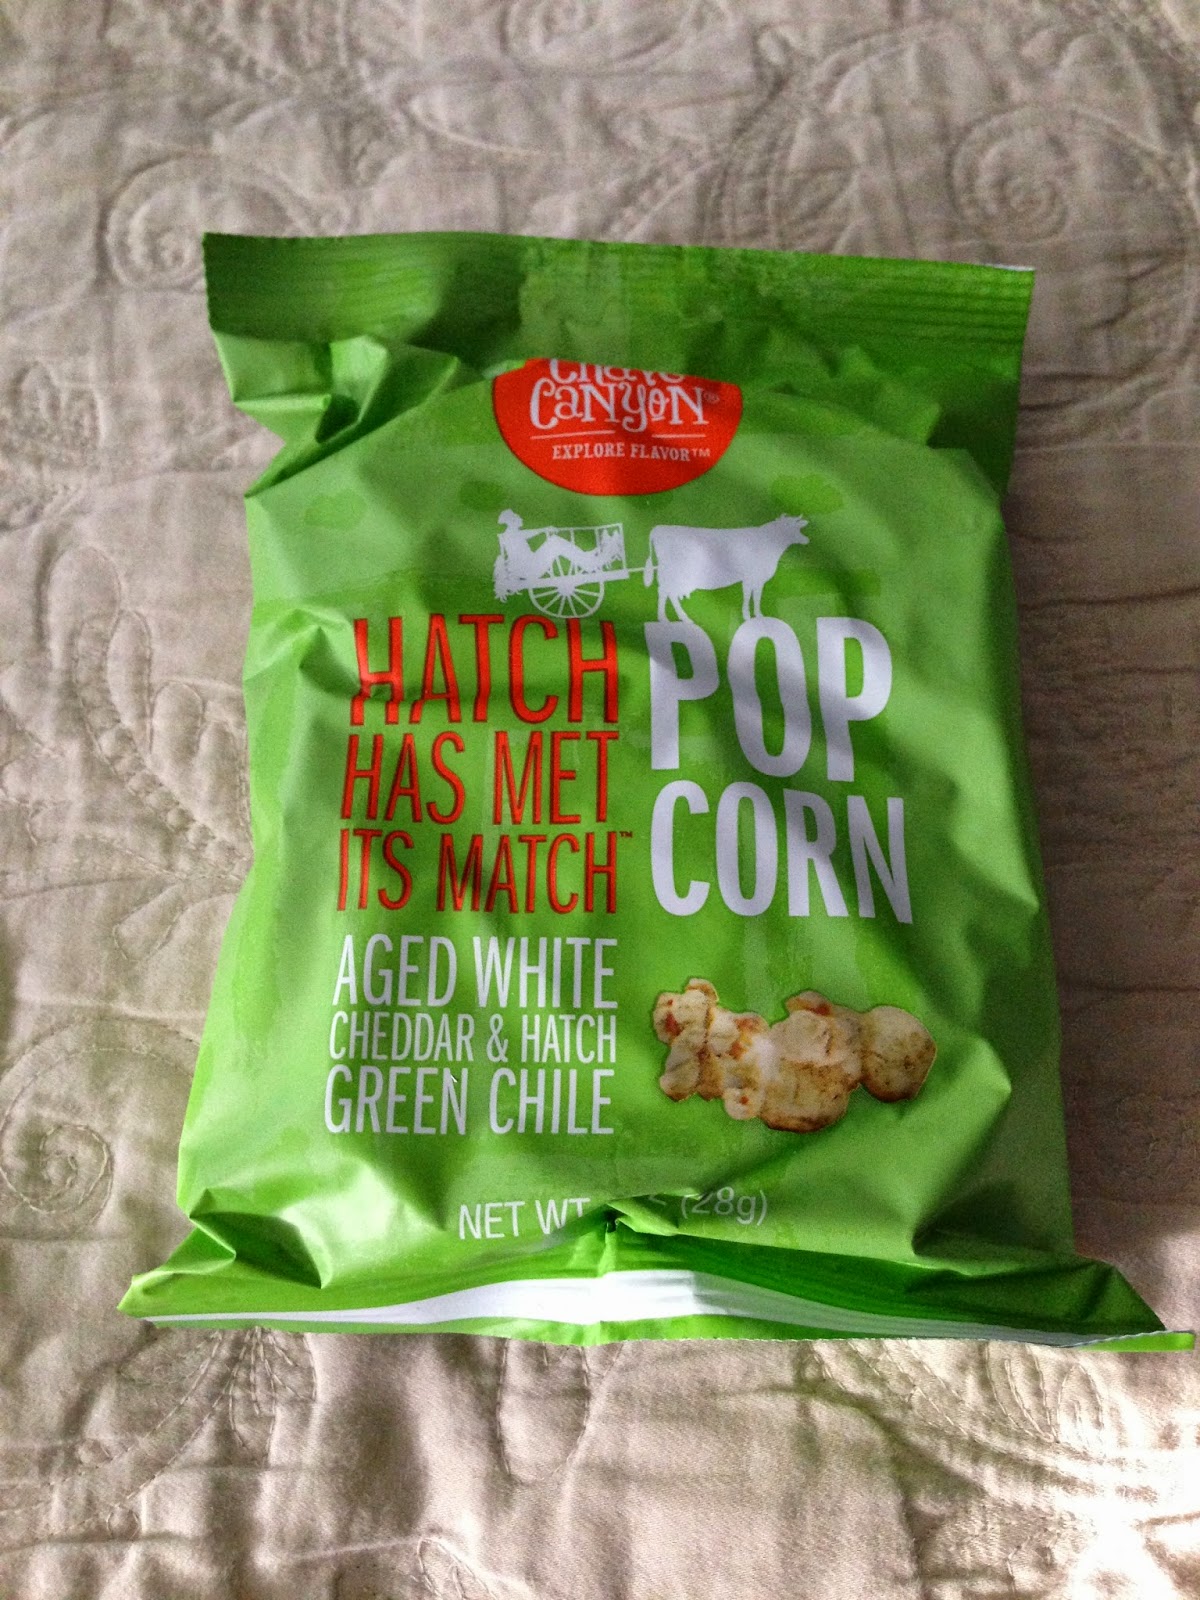 CaNYoN®
EXPLORE FLAVOR™
HATCH
HAS MET
ITS MATCH™
POP
CORN
AGED WHITE
CHEDDAR & HATCH
GREEN CHILE
NET WT (28g)